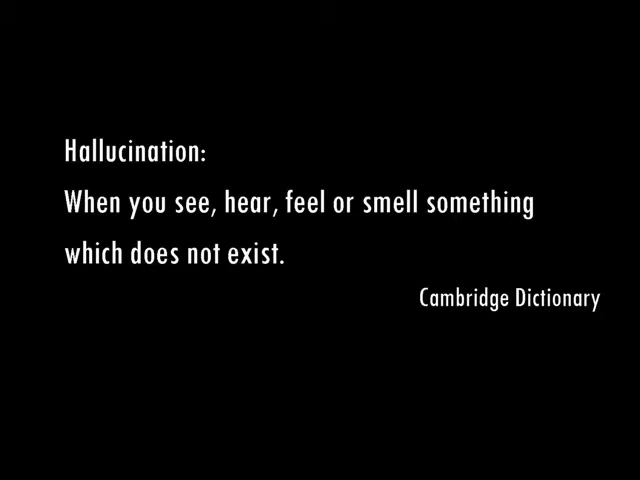 Hallucination:
When you see, hear, feel or smell something
which does not exist.
Cambridge Dictionary